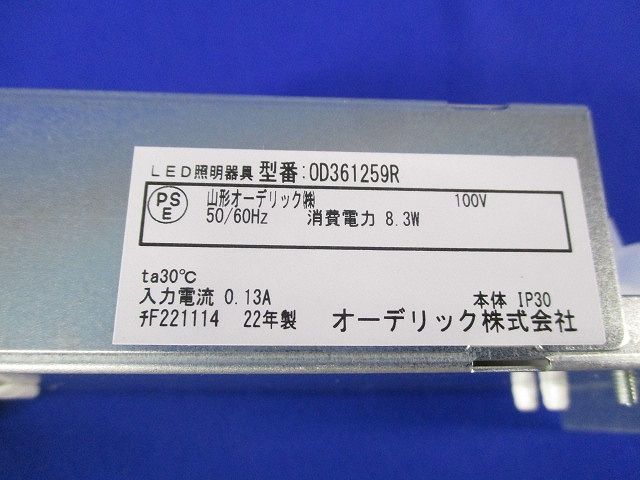 LED照明器具 型番:OD361259R
PS
E
山形オーデリック㈱ 100V
50/60Hz 消費電力 8.3W
ta30℃
入力電流 0.13A
本体 IP30
ﾁF221114 22年製 オーデリック株式会社